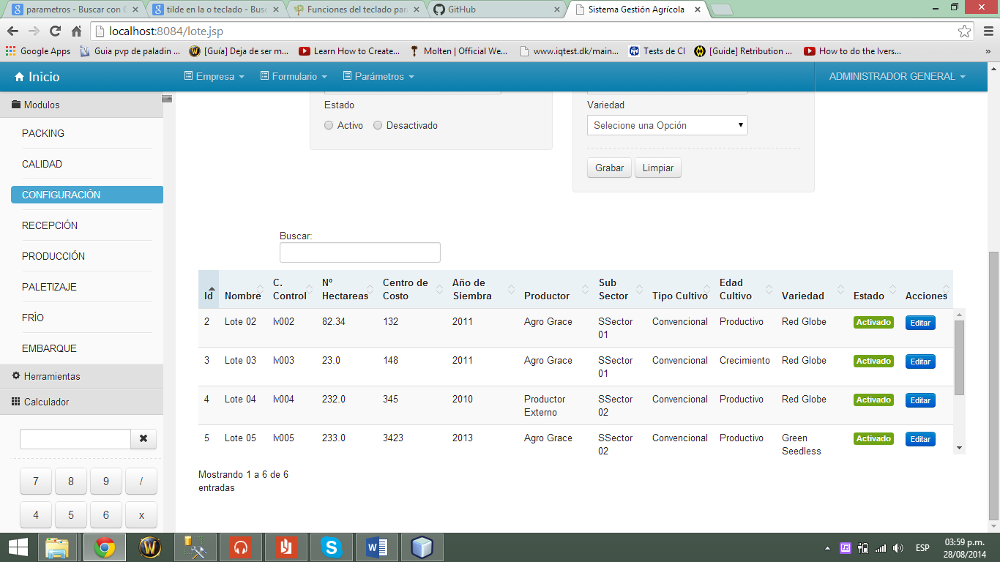 parametros - Buscar con G
tilde en la o teclado - Bus
Funciones del teclado par
GitHub
Sistema Gestión Agrícola
localhost:8084/lote.jsp
Google Apps
Guia pvp de paladin ...
[Guía] Deja de ser m...
Learn How to Create...
Molten | Official We...
www.iqtest.dk/main...
Tests de CI
[Guide] Retribution ...
How to do the Ivers...
»
Inicio
Empresa
Formulario
Parámetros
ADMINISTRADOR GENERAL
Modulos
PACKING
CALIDAD
CONFIGURACIÓN
RECEPCIÓN
PRODUCCIÓN
PALETIZAJE
FRÍO
EMBARQUE
Herramientas
Calculador
7 8 9 /
4 5 6 x
Estado
Activo Desactivado
Variedad
Selecione una Opción
Grabar Limpiar
Buscar:
Id Nombre C. Control Nº Hectareas Centro de Costo Año de Siembra Productor Sub Sector Tipo Cultivo Edad Cultivo Variedad Estado Acciones
2 Lote 02 lv002 82.34 132 2011 Agro Grace SSector 01 Convencional Productivo Red Globe Activado Editar
3 Lote 03 lv003 23.0 148 2011 Agro Grace SSector 01 Convencional Crecimiento Red Globe Activado Editar
4 Lote 04 lv004 232.0 345 2010 Productor Externo SSector 02 Convencional Productivo Red Globe Activado Editar
5 Lote 05 lv005 233.0 3423 2013 Agro Grace SSector 02 Convencional Productivo Green Seedless Activado Editar
Mostrando 1 a 6 de 6
entradas
ESP
03:59 p.m.
28/08/2014